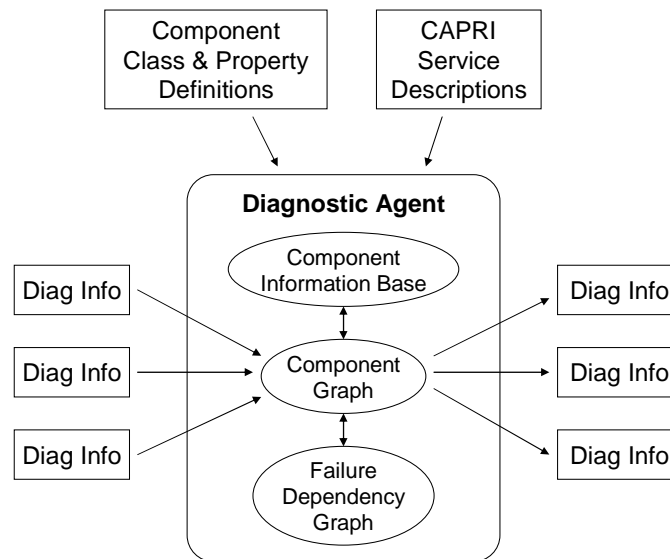 Component
Class & Property
Definitions
CAPRI
Service
Descriptions
Diagnostic Agent
Component
Information Base
Diag Info
Diag Info
Diag Info
Component
Graph
Diag Info
Diag Info
Diag Info
Failure
Dependency
Graph